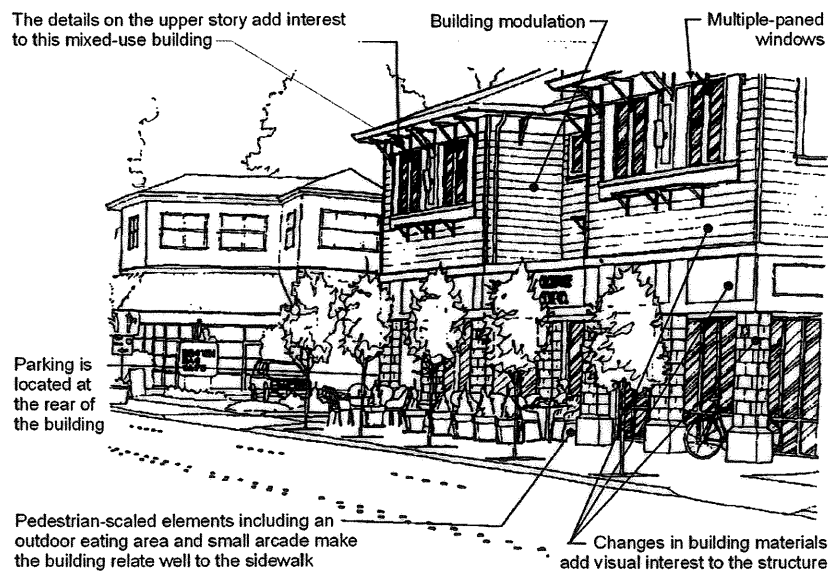 The details on the upper story add interest
to this mixed-use building
Building modulation
Multiple-paned
windows
Parking is
located at
the rear of
the building
Pedestrian-scaled elements including an
outdoor eating area and small arcade make
the building relate well to the sidewalk
Changes in building materials
add visual interest to the structure